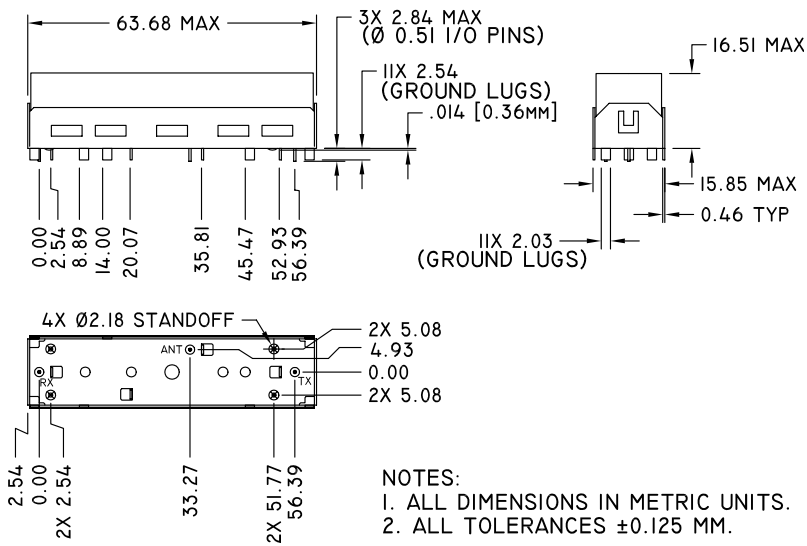 63.68 MAX
3X 2.84 MAX
(Ø 0.51 I/O PINS)
11X 2.54
(GROUND LUGS)
.014 [0.36MM]
16.51 MAX
15.85 MAX
0.46 TYP
11X 2.03
(GROUND LUGS)
0.00
2.54
8.89
14.00
20.07
35.81
45.47
52.93
56.39
4X Ø2.18 STANDOFF
2X 5.08
4.93
0.00
2X 5.08
ANT
RX
TX
2.54
0.00
2X 2.54
33.27
2X 51.77
56.39
NOTES:
1. ALL DIMENSIONS IN METRIC UNITS.
2. ALL TOLERANCES ±0.125 MM.